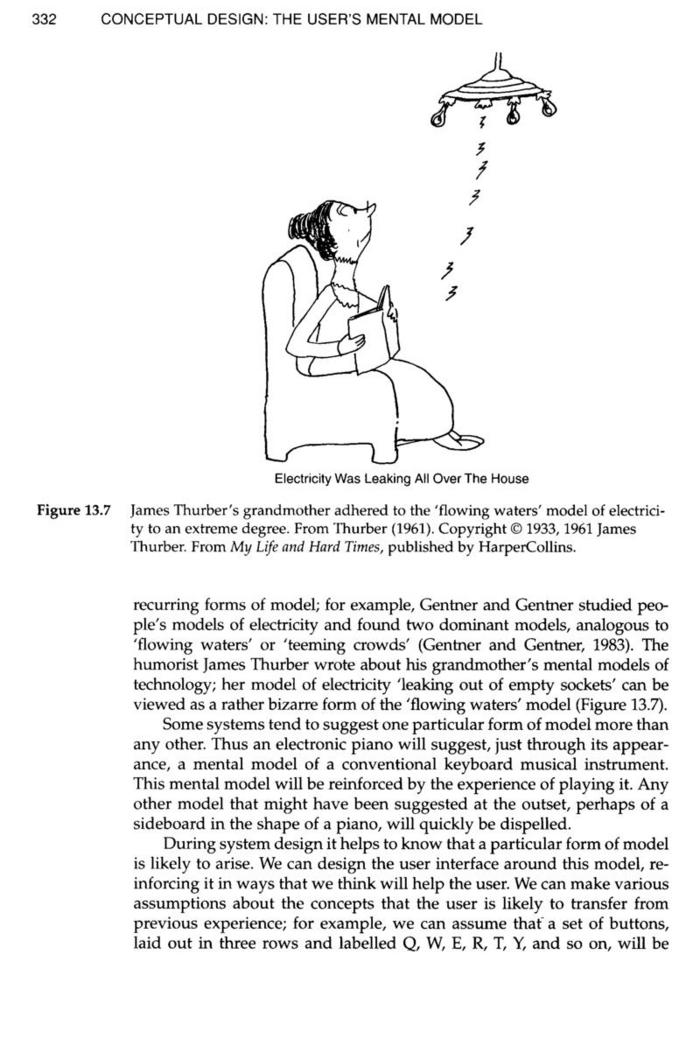 332 CONCEPTUAL DESIGN: THE USER'S MENTAL MODEL
Electricity Was Leaking All Over The House
Figure 13.7 James Thurber's grandmother adhered to the 'flowing waters' model of electrici-
ty to an extreme degree. From Thurber (1961). Copyright © 1933, 1961 James
Thurber. From My Life and Hard Times, published by HarperCollins.
recurring forms of model; for example, Gentner and Gentner studied peo-
ple's models of electricity and found two dominant models, analogous to
'flowing waters' or 'teeming crowds' (Gentner and Gentner, 1983). The
humorist James Thurber wrote about his grandmother's mental models of
technology; her model of electricity 'leaking out of empty sockets' can be
viewed as a rather bizarre form of the 'flowing waters' model (Figure 13.7).
Some systems tend to suggest one particular form of model more than
any other. Thus an electronic piano will suggest, just through its appear-
ance, a mental model of a conventional keyboard musical instrument.
This mental model will be reinforced by the experience of playing it. Any
other model that might have been suggested at the outset, perhaps of a
sideboard in the shape of a piano, will quickly be dispelled.
During system design it helps to know that a particular form of model
is likely to arise. We can design the user interface around this model, re-
inforcing it in ways that we think will help the user. We can make various
assumptions about the concepts that the user is likely to transfer from
previous experience; for example, we can assume that a set of buttons,
laid out in three rows and labelled Q, W, E, R, T, Y, and so on, will be